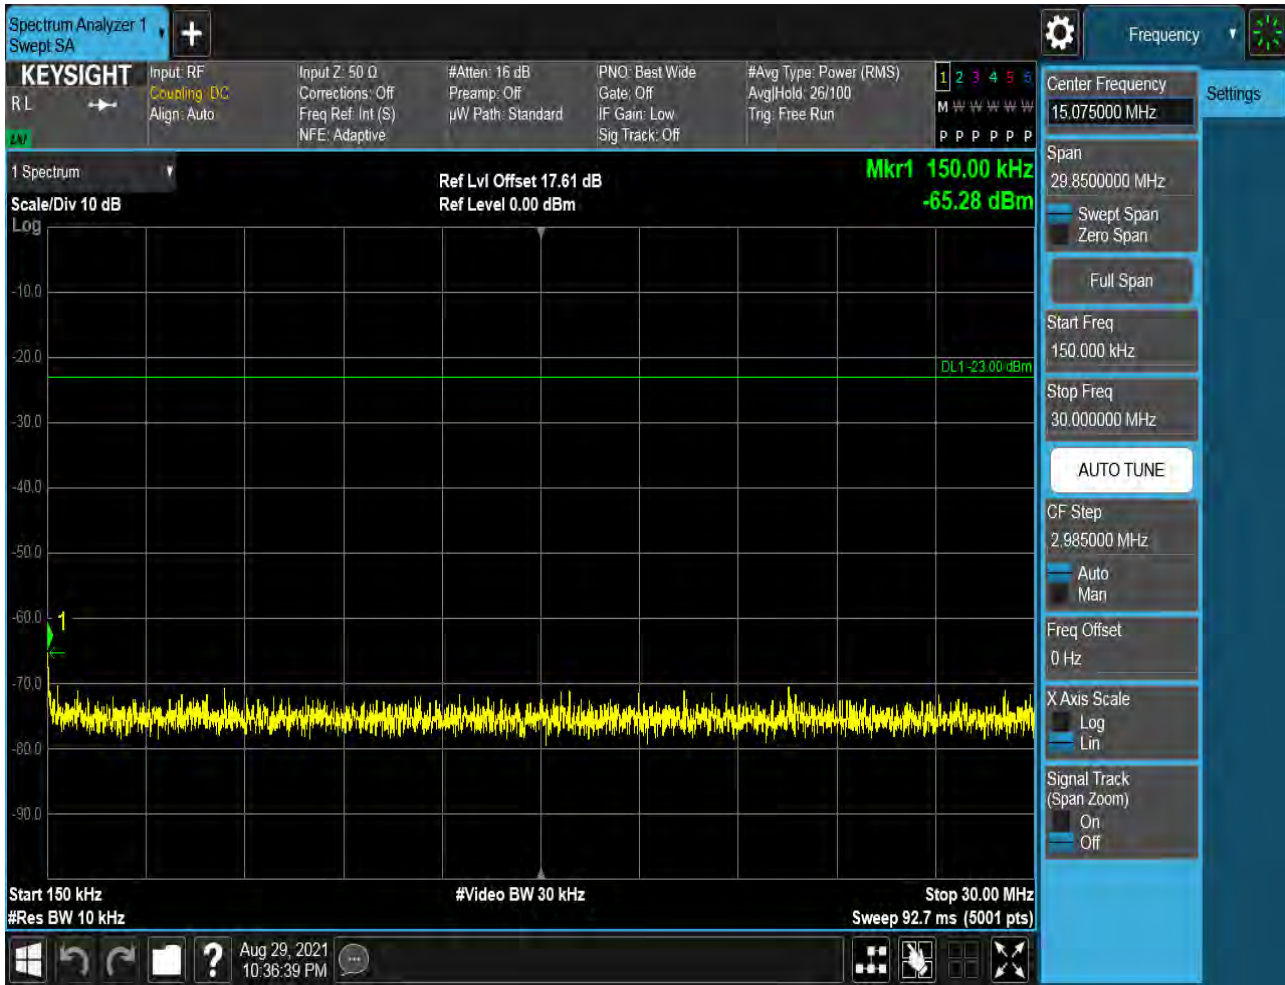 Spectrum Analyzer 1
Swept SA
+
Frequency
KEYSIGHT
R L
LXI
Input: RF
Coupling: DC
Align: Auto
Input Z: 50 Ω
Corrections: Off
Freq Ref: Int (S)
NFE: Adaptive
#Atten: 16 dB
Preamp: Off
µW Path: Standard
PNO: Best Wide
Gate: Off
IF Gain: Low
Sig Track: Off
#Avg Type: Power (RMS)
Avg|Hold: 26/100
Trig: Free Run
1 2 3 4 5 6
M W W W W W
P P P P P P
1 Spectrum
Scale/Div 10 dB
Ref Lvl Offset 17.61 dB
Ref Level 0.00 dBm
Mkr1 150.00 kHz
-65.28 dBm
Log
-10.0
-20.0
DL1 -23.00 dBm
-30.0
-40.0
-50.0
-60.0
1
-70.0
-80.0
-90.0
Start 150 kHz
#Video BW 30 kHz
Stop 30.00 MHz
#Res BW 10 kHz
Sweep 92.7 ms (5001 pts)
?
Aug 29, 2021
10:36:39 PM
Center Frequency
15.075000 MHz
Settings
Span
29.8500000 MHz
Swept Span
Zero Span
Full Span
Start Freq
150.000 kHz
Stop Freq
30.000000 MHz
AUTO TUNE
CF Step
2.985000 MHz
Auto
Man
Freq Offset
0 Hz
X Axis Scale
Log
Lin
Signal Track
(Span Zoom)
On
Off